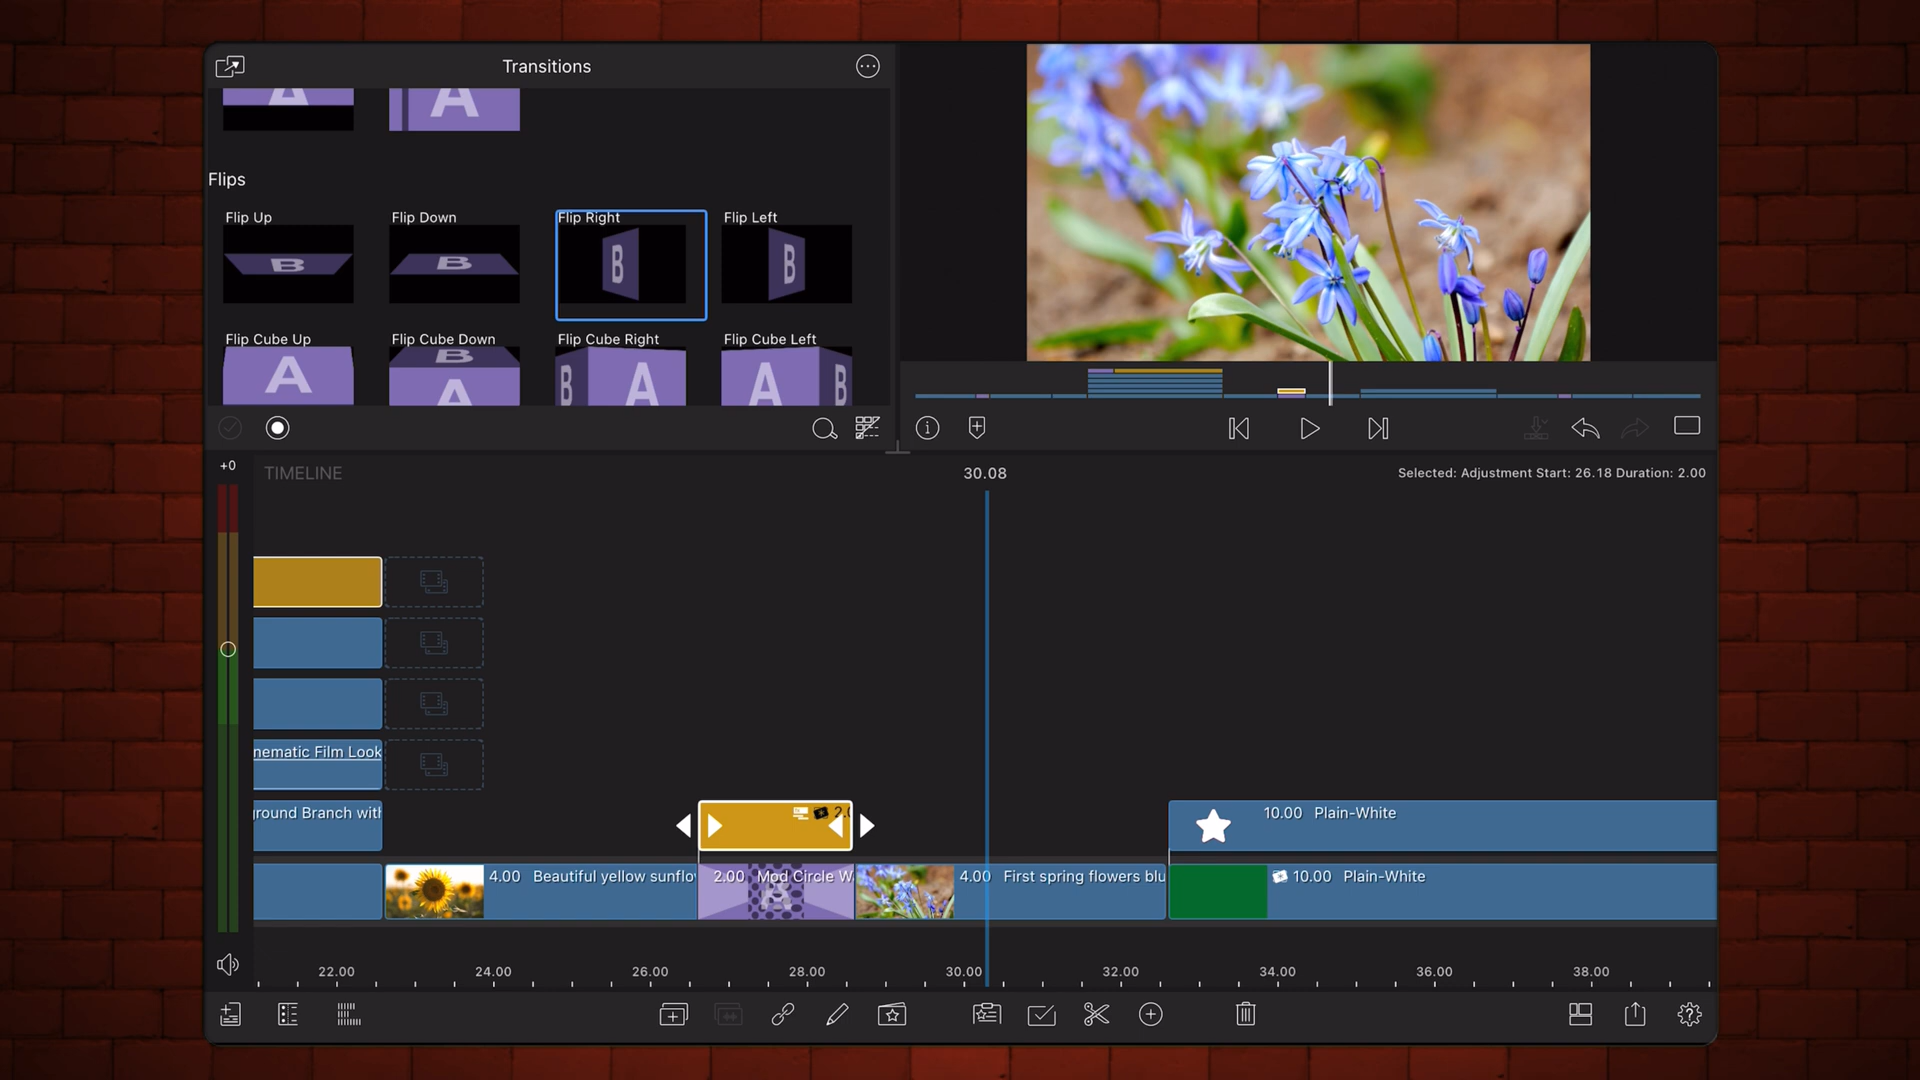 Transitions
A
A
Flips
Flip Up
Flip Down
Flip Right
Flip Left
B
B
B
B
Flip Cube Up
Flip Cube Down
Flip Cube Right
Flip Cube Left
A
B
A
B
A
A
B
+0
TIMELINE
30.08
Selected: Adjustment Start: 26.18 Duration: 2.00
nematic Film Look
ground Branch with
10.00 Plain-White
4.00 Beautiful yellow sunflo
2.00 Mod Circle W
A
4.00 First spring flowers blu
10.00 Plain-White
22.00
24.00
26.00
28.00
30.00
32.00
34.00
36.00
38.00